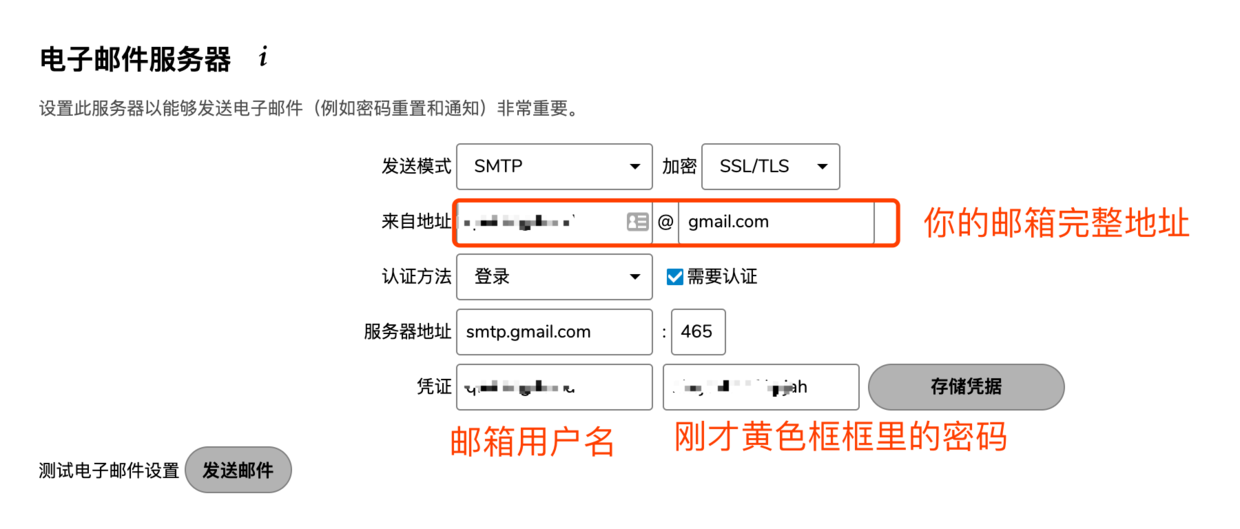 电子邮件服务器 i
设置此服务器以能够发送电子邮件（例如密码重置和通知）非常重要。
发送模式 SMTP 加密 SSL/TLS
来自地址 @ gmail.com 你的邮箱完整地址
认证方法 登录 需要认证
服务器地址 smtp.gmail.com : 465
凭证 存储凭据
邮箱用户名 刚才黄色框框里的密码
测试电子邮件设置 发送邮件